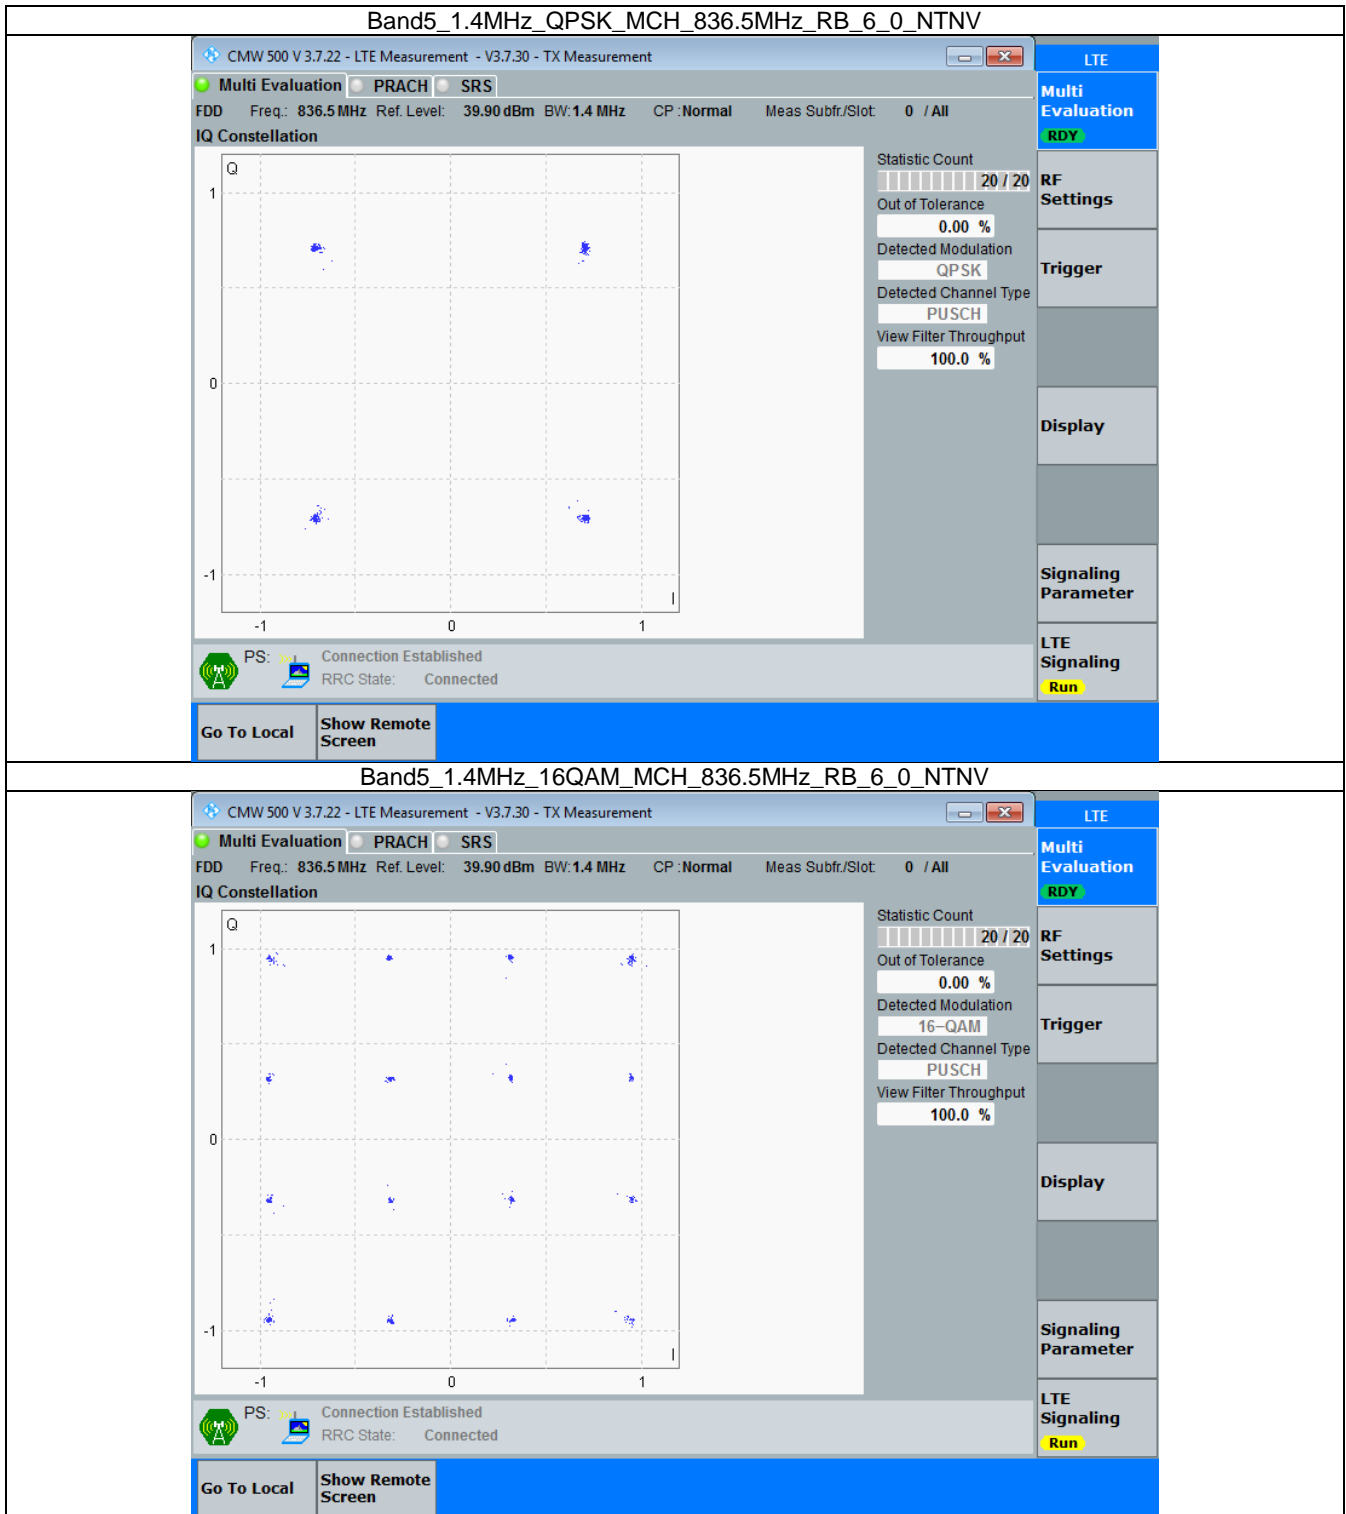 Band5_1.4MHz_QPSK_MCH_836.5MHz_RB_6_0_NTNV
CMW 500 V 3.7.22 - LTE Measurement - V3.7.30 - TX Measurement
LTE
Multi Evaluation PRACH SRS
Multi
Evaluation
RDY
FDD Freq.: 836.5 MHz Ref. Level: 39.90 dBm BW: 1.4 MHz CP : Normal Meas Subfr./Slot: 0 / All
IQ Constellation
Q
1
0
-1
I
-1 0 1
Statistic Count
20 / 20
Out of Tolerance
0.00 %
Detected Modulation
QPSK
Detected Channel Type
PUSCH
View Filter Throughput
100.0 %
RF
Settings
Trigger
Display
Signaling
Parameter
LTE
Signaling
Run
PS: Connection Established
RRC State: Connected
Go To Local
Show Remote
Screen
Band5_1.4MHz_16QAM_MCH_836.5MHz_RB_6_0_NTNV
CMW 500 V 3.7.22 - LTE Measurement - V3.7.30 - TX Measurement
LTE
Multi Evaluation PRACH SRS
Multi
Evaluation
RDY
FDD Freq.: 836.5 MHz Ref. Level: 39.90 dBm BW: 1.4 MHz CP : Normal Meas Subfr./Slot: 0 / All
IQ Constellation
Q
1
0
-1
I
-1 0 1
Statistic Count
20 / 20
Out of Tolerance
0.00 %
Detected Modulation
16-QAM
Detected Channel Type
PUSCH
View Filter Throughput
100.0 %
RF
Settings
Trigger
Display
Signaling
Parameter
LTE
Signaling
Run
PS: Connection Established
RRC State: Connected
Go To Local
Show Remote
Screen